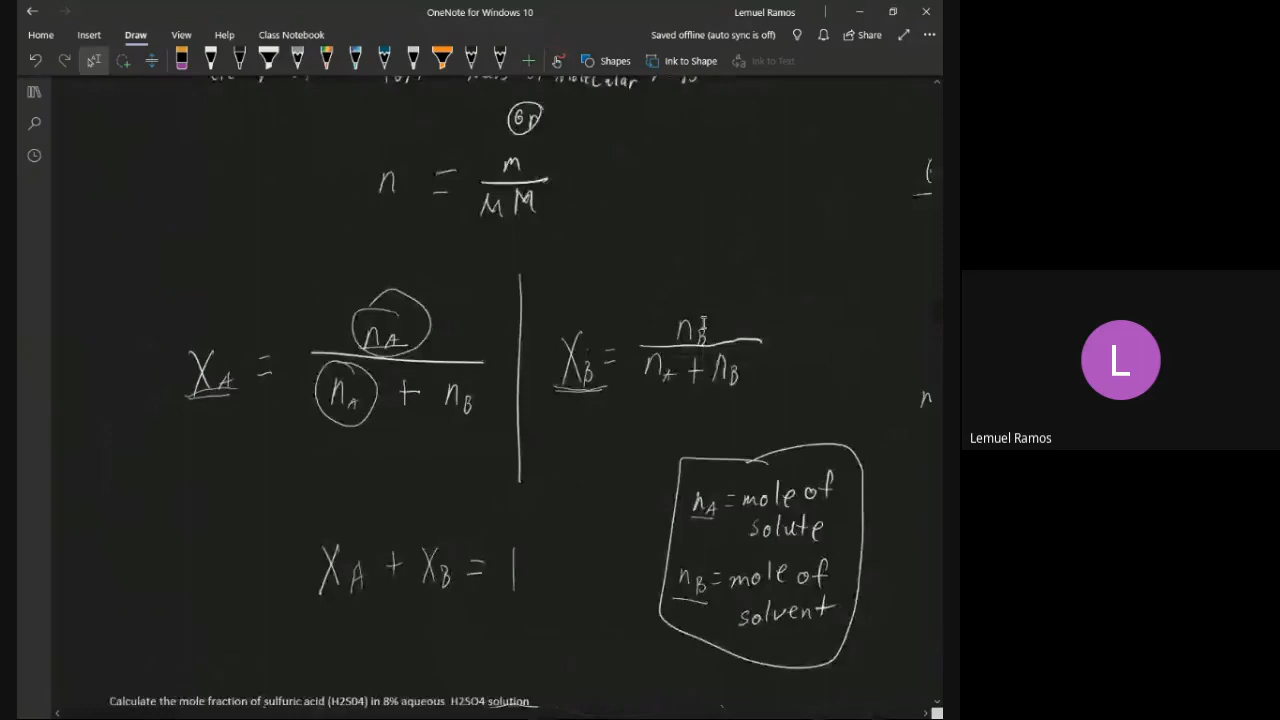 OneNote for Windows 10
Lemuel Ramos
Home Insert Draw View Help Class Notebook
Saved offline (auto sync is off)
Share
Shapes
Ink to Shape
Ink to Text
molecular
n = m / MM
XA = nA / nA + nB
XB = nB / nA + nB
nA = mole of
solute
nB = mole of
solvent
XA + XB = 1
Calculate the mole fraction of sulfuric acid (H2S04) in 8% aqueous H2SO4 solution
L
Lemuel Ramos